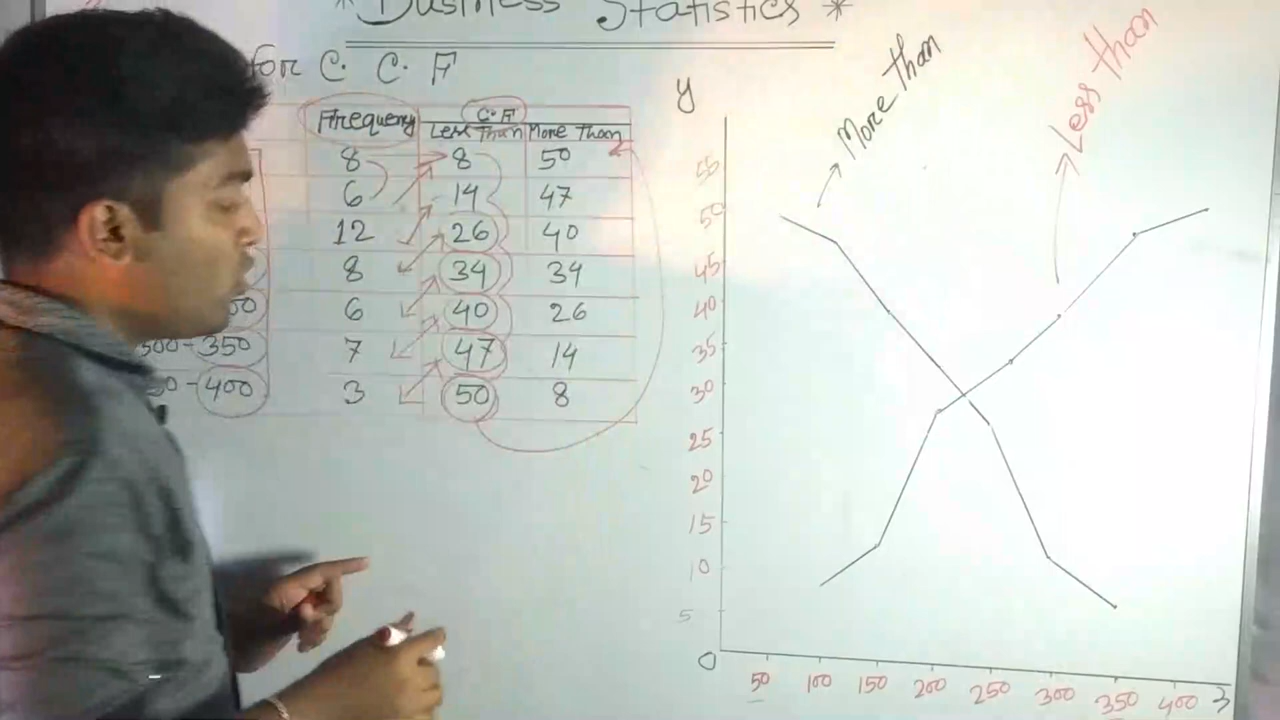 * Business Statistics *
for C. C. F
Frequency C.F
Less Than More Than
8 8 50
6 14 47
12 26 40
8 34 34
6 40 26
300-350 7 47 14
-400 3 50 8
y
More than
Less than
55
50
45
40
35
30
25
20
15
10
5
0
50 100 150 200 250 300 350 400